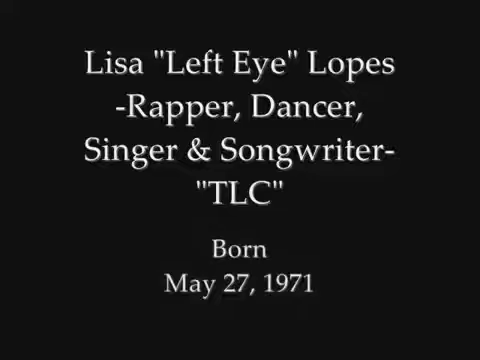 Lisa "Left Eye" Lopes
-Rapper, Dancer,
Singer & Songwriter-
"TLC"
Born
May 27, 1971